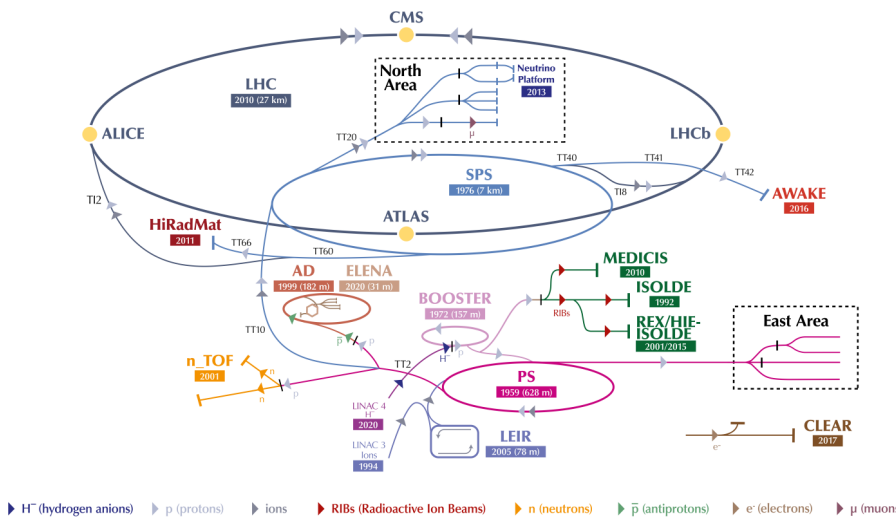 CMS
North
Area
Neutrino
Platform
2013
LHC
2010 (27 km)
μ
TT20
ALICE
LHCb
TT40
TT41
TT42
SPS
1976 (7 km)
TI8
AWAKE
2016
TI2
HiRadMat
2011
ATLAS
TT66
TT60
MEDICIS
2010
AD
1999 (182 m)
ELENA
2020 (31 m)
ISOLDE
1992
BOOSTER
1972 (157 m)
RIBs
REX/HIE-
ISOLDE
2001/2015
East Area
TT10
p
p
p̅
H⁻
p
TT2
n_TOF
2001
n
n
p
PS
1959 (628 m)
LINAC 4
H⁻
2020
LINAC 3
Ions
1994
LEIR
2005 (78 m)
CLEAR
2017
e⁻
H⁻ (hydrogen anions)
p (protons)
ions
RIBs (Radioactive Ion Beams)
n (neutrons)
p̅ (antiprotons)
e⁻ (electrons)
μ (muon